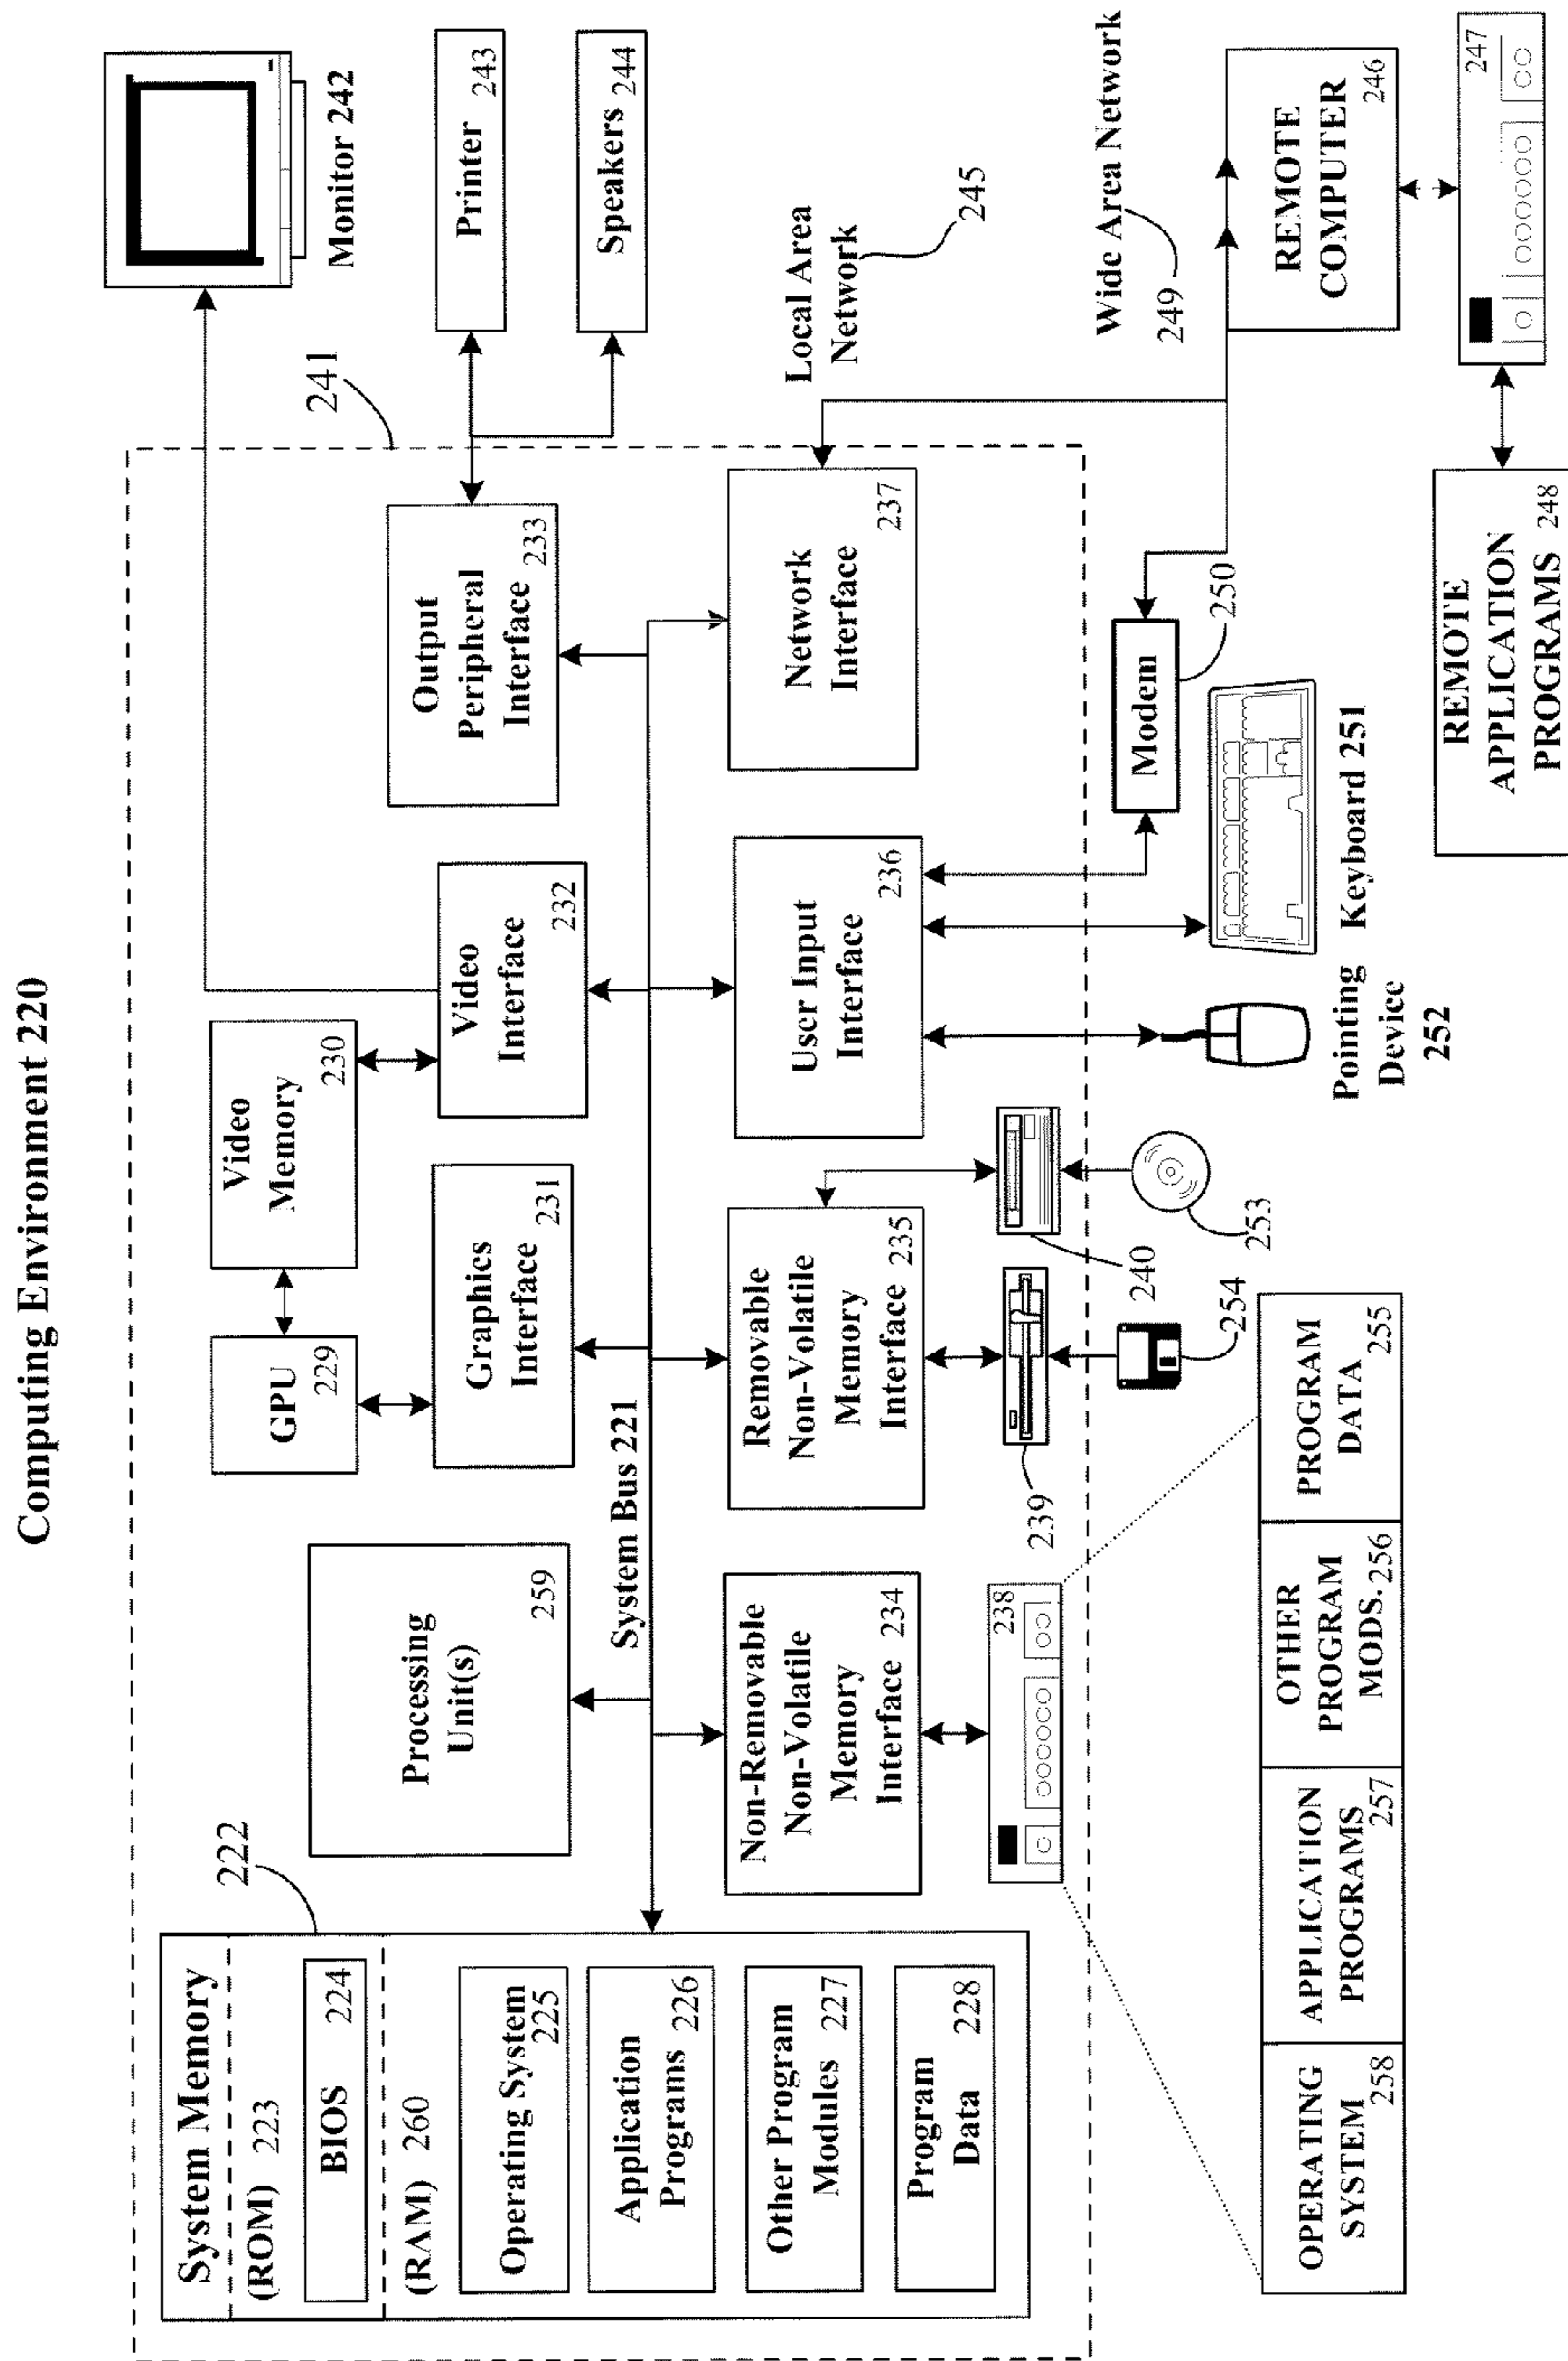 Computing Environment 220
System Memory
222
(ROM) 223
BIOS 224
(RAM) 260
Operating System
225
Application
Programs 226
Other Program
Modules 227
Program
Data 228
Processing
Unit(s)
259
System Bus 221
GPU
229
Video
Memory
230
Graphics
Interface
231
Video
Interface
232
Output
Peripheral
Interface 233
241
Monitor 242
Printer
243
Speakers
244
Non-Removable
Non-Volatile
Memory
Interface 234
Removable
Non-Volatile
Memory
Interface 235
User Input
Interface
236
Network
Interface
237
Local Area
Network
245
238
239
240
254
253
Pointing
Device
252
Keyboard 251
Modem
250
Wide Area Network
249
REMOTE
COMPUTER
246
247
REMOTE
APPLICATION
PROGRAMS 248
OPERATING
SYSTEM
258
APPLICATION
PROGRAMS
257
OTHER
PROGRAM
MODS. 256
PROGRAM
DATA
255